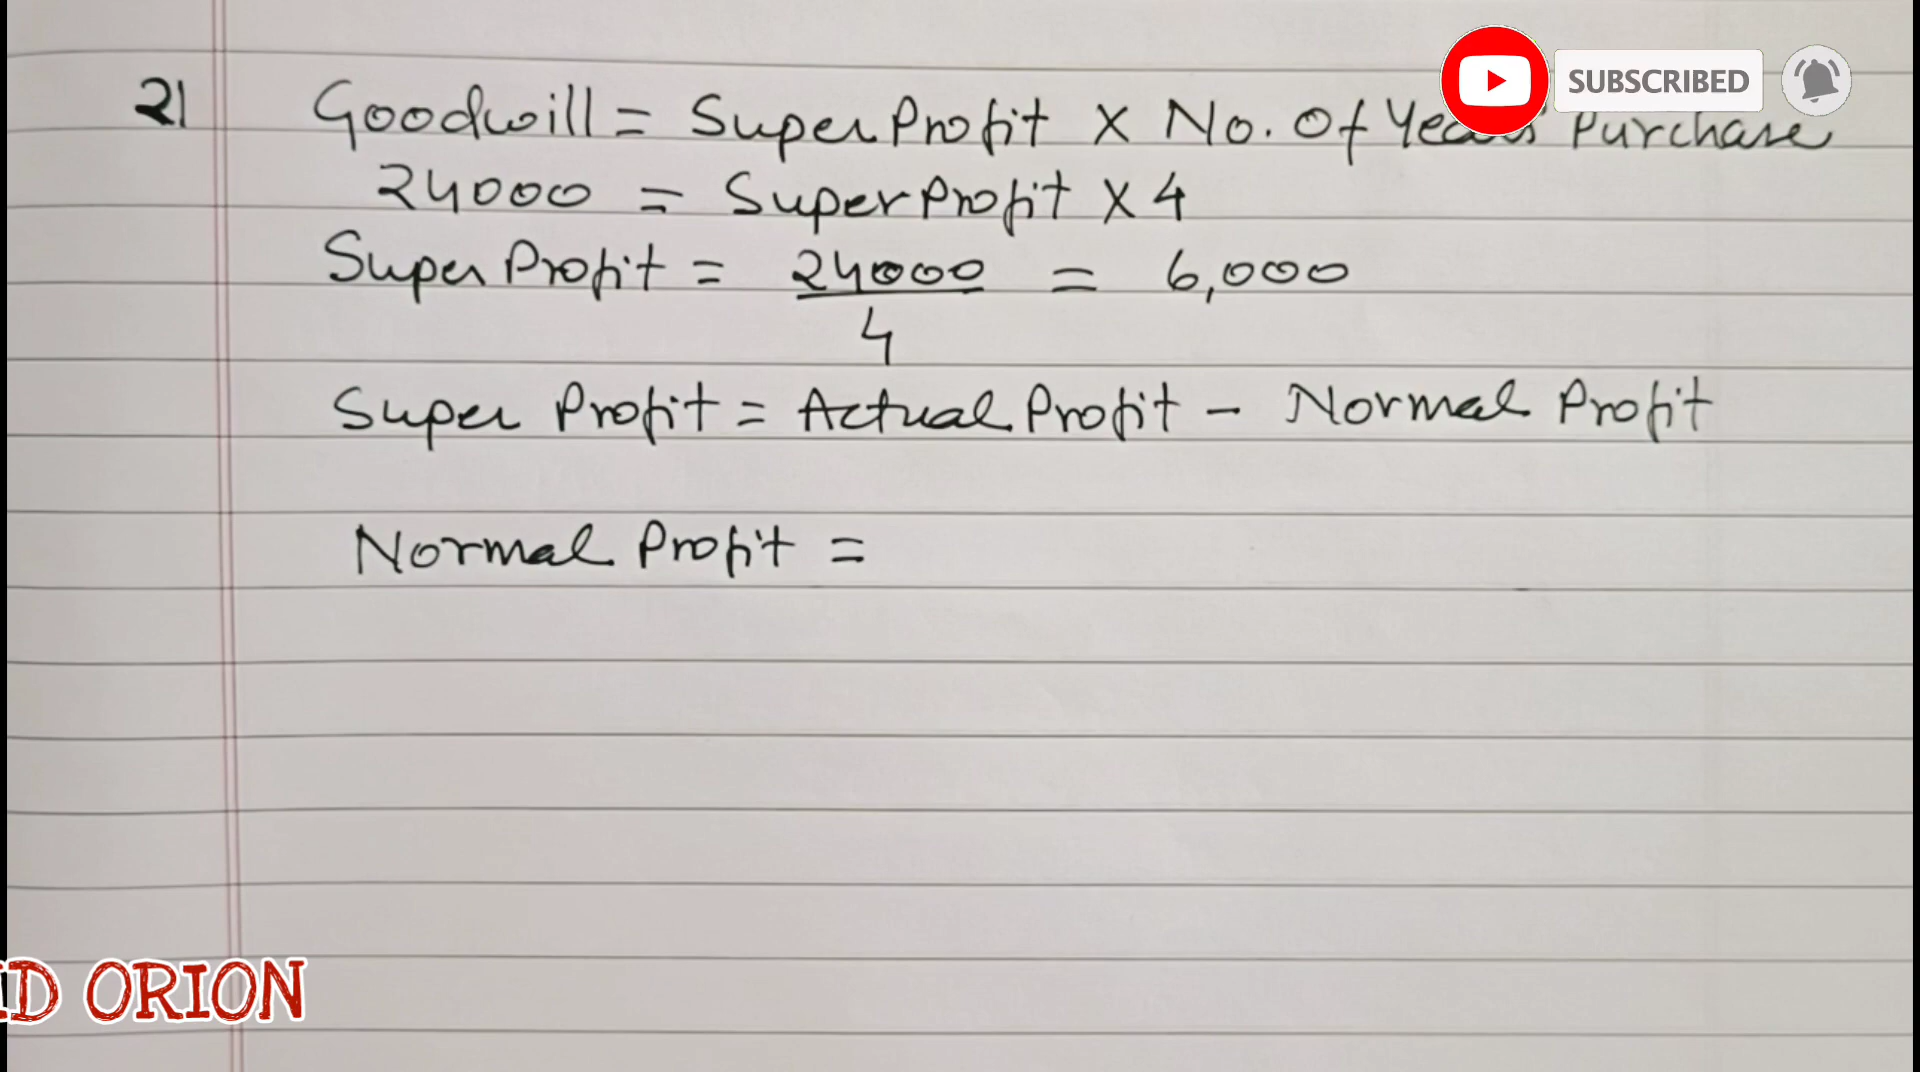 SUBSCRIBED
21 Goodwill = Super Profit X No. Of Years' Purchase
24000 = Super Profit X 4
Super Profit = 24000 = 6,000
4
Super Profit = Actual Profit - Normal Profit
Normal Profit =
ORION